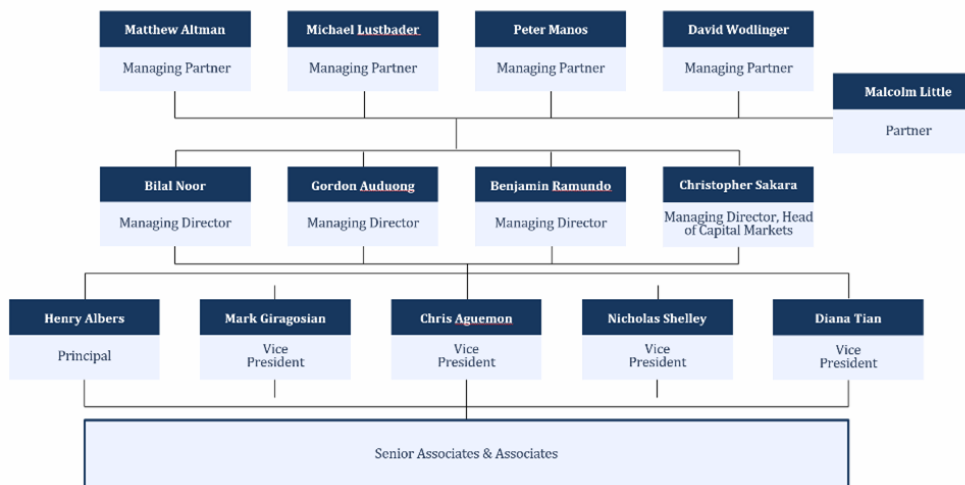 Matthew Altman
Managing Partner
Michael Lustbader
Managing Partner
Peter Manos
Managing Partner
David Wodlinger
Managing Partner
Malcolm Little
Partner
Bilal Noor
Managing Director
Gordon Auduong
Managing Director
Benjamin Ramundo
Managing Director
Christopher Sakara
Managing Director, Head
of Capital Markets
Henry Albers
Principal
Mark Giragosian
Vice
President
Chris Aguemon
Vice
President
Nicholas Shelley
Vice
President
Diana Tian
Vice
President
Senior Associates & Associates